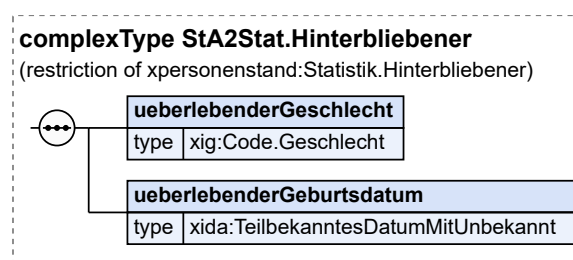 complexType StA2Stat.Hinterbliebener
(restriction of xpersonenstand:Statistik.Hinterbliebener)
ueberlebenderGeschlecht
type xig:Code.Geschlecht
ueberlebenderGeburtsdatum
type xida:TeilbekanntesDatumMitUnbekannt